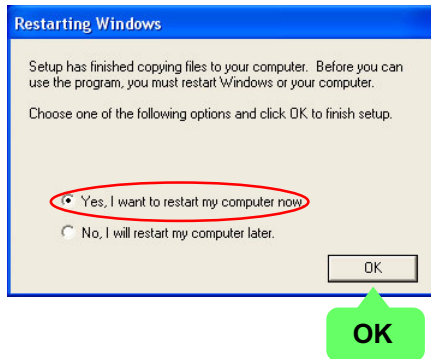 Restarting Windows
Setup has finished copying files to your computer. Before you can
use the program, you must restart Windows or your computer.
Choose one of the following options and click OK to finish setup.
Yes, I want to restart my computer now.
No, I will restart my computer later.
OK
OK